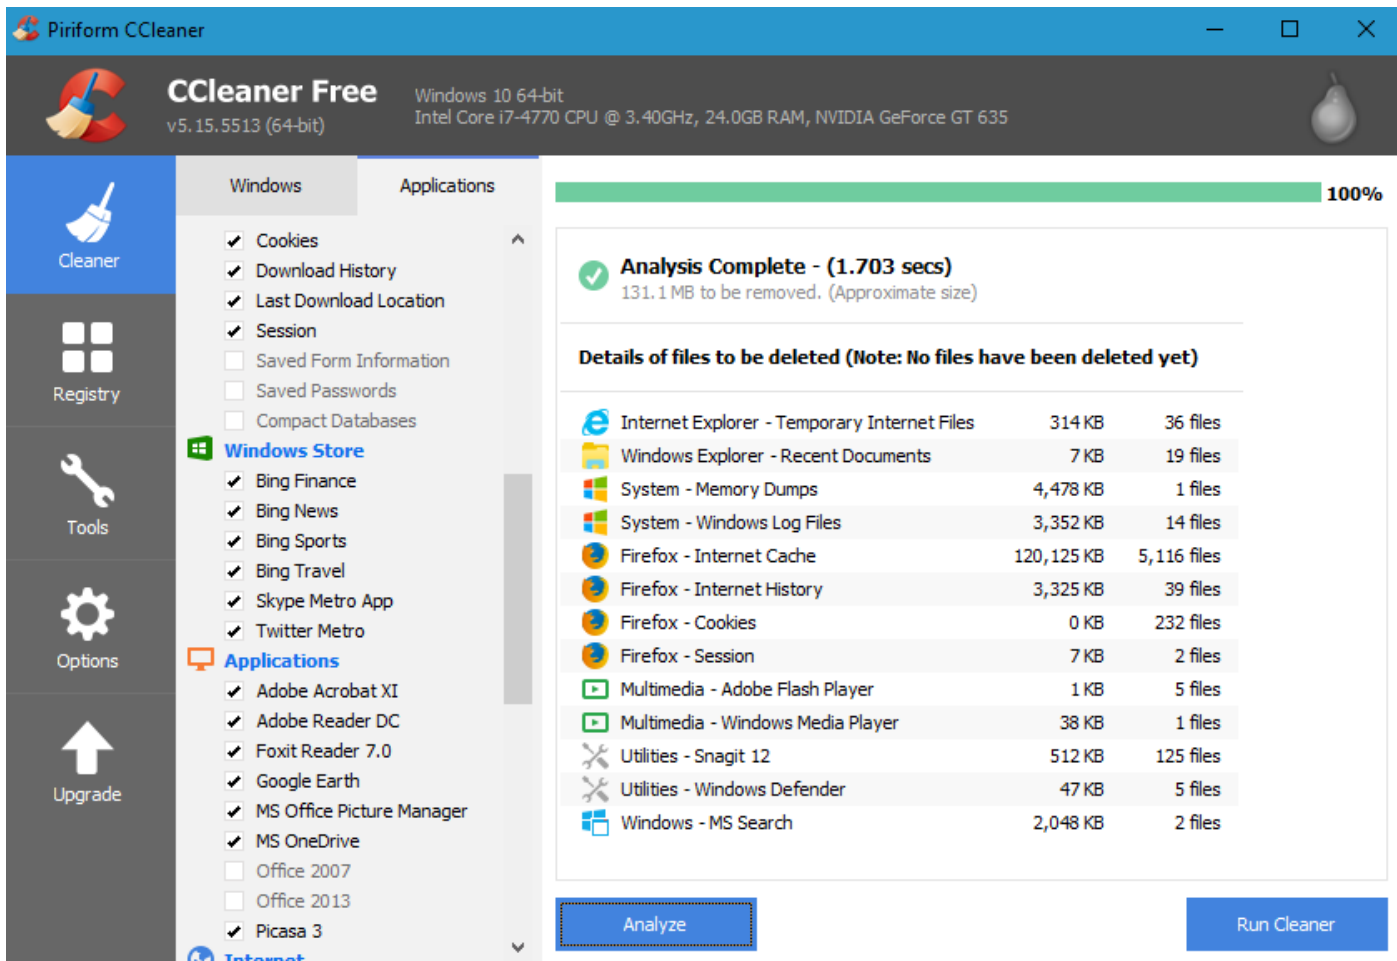 Piriform CCleaner
CCleaner Free
v5.15.5513 (64-bit)
Windows 10 64-bit
Intel Core i7-4770 CPU @ 3.40GHz, 24.0GB RAM, NVIDIA GeForce GT 635
Cleaner
Registry
Tools
Options
Upgrade
Windows
Applications
Cookies
Download History
Last Download Location
Session
Saved Form Information
Saved Passwords
Compact Databases
Windows Store
Bing Finance
Bing News
Bing Sports
Bing Travel
Skype Metro App
Twitter Metro
Applications
Adobe Acrobat XI
Adobe Reader DC
Foxit Reader 7.0
Google Earth
MS Office Picture Manager
MS OneDrive
Office 2007
Office 2013
Picasa 3
Internet
100%
Analysis Complete - (1.703 secs)
131.1 MB to be removed. (Approximate size)
Details of files to be deleted (Note: No files have been deleted yet)
Internet Explorer - Temporary Internet Files 314 KB 36 files
Windows Explorer - Recent Documents 7 KB 19 files
System - Memory Dumps 4,478 KB 1 files
System - Windows Log Files 3,352 KB 14 files
Firefox - Internet Cache 120,125 KB 5,116 files
Firefox - Internet History 3,325 KB 39 files
Firefox - Cookies 0 KB 232 files
Firefox - Session 7 KB 2 files
Multimedia - Adobe Flash Player 1 KB 5 files
Multimedia - Windows Media Player 38 KB 1 files
Utilities - Snagit 12 512 KB 125 files
Utilities - Windows Defender 47 KB 5 files
Windows - MS Search 2,048 KB 2 files
Analyze
Run Cleaner